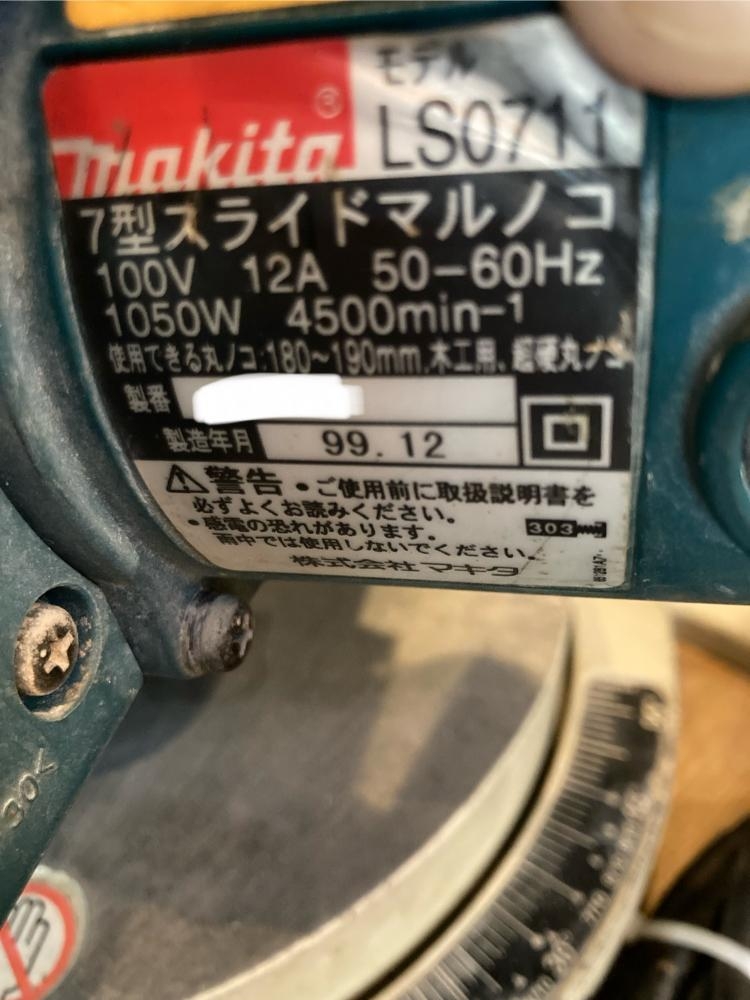 モデル
LS0711
® makita
7型スライドマルノコ
100V 12A 50-60Hz
1050W 4500min-1
使用できる丸ノコ:180~190mm,木工用、超硬丸ノコ
製番
製造年月 99.12
⚠警告 •ご使用前に取扱説明書を
必ずよくお読みください。
•感電の恐れがあります。
雨中では使用しないでください。
303
株式会社 マキタ